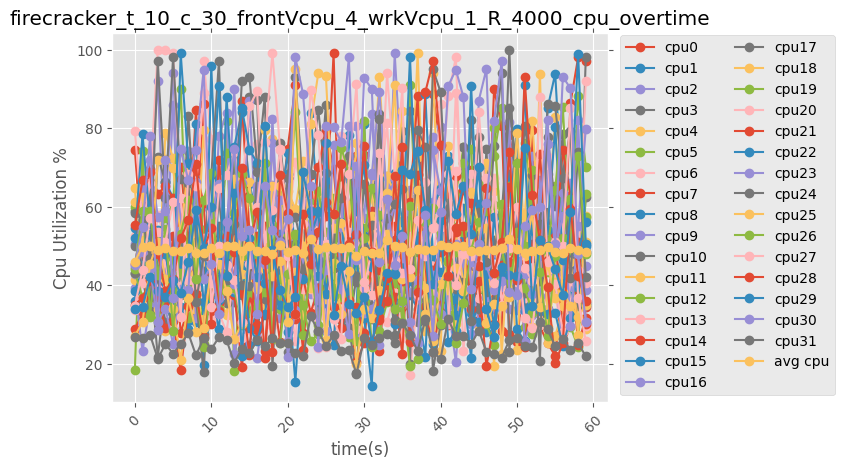 firecracker_t_10_c_30_frontVcpu_4_wrkVcpu_1_R_4000_cpu_overtime
Cpu Utilization %
100
80
60
40
20
0
10
20
30
40
50
60
time(s)
cpu0
cpu1
cpu2
cpu3
cpu4
cpu5
cpu6
cpu7
cpu8
cpu9
cpu10
cpu11
cpu12
cpu13
cpu14
cpu15
cpu16
cpu17
cpu18
cpu19
cpu20
cpu21
cpu22
cpu23
cpu24
cpu25
cpu26
cpu27
cpu28
cpu29
cpu30
cpu31
avg cpu